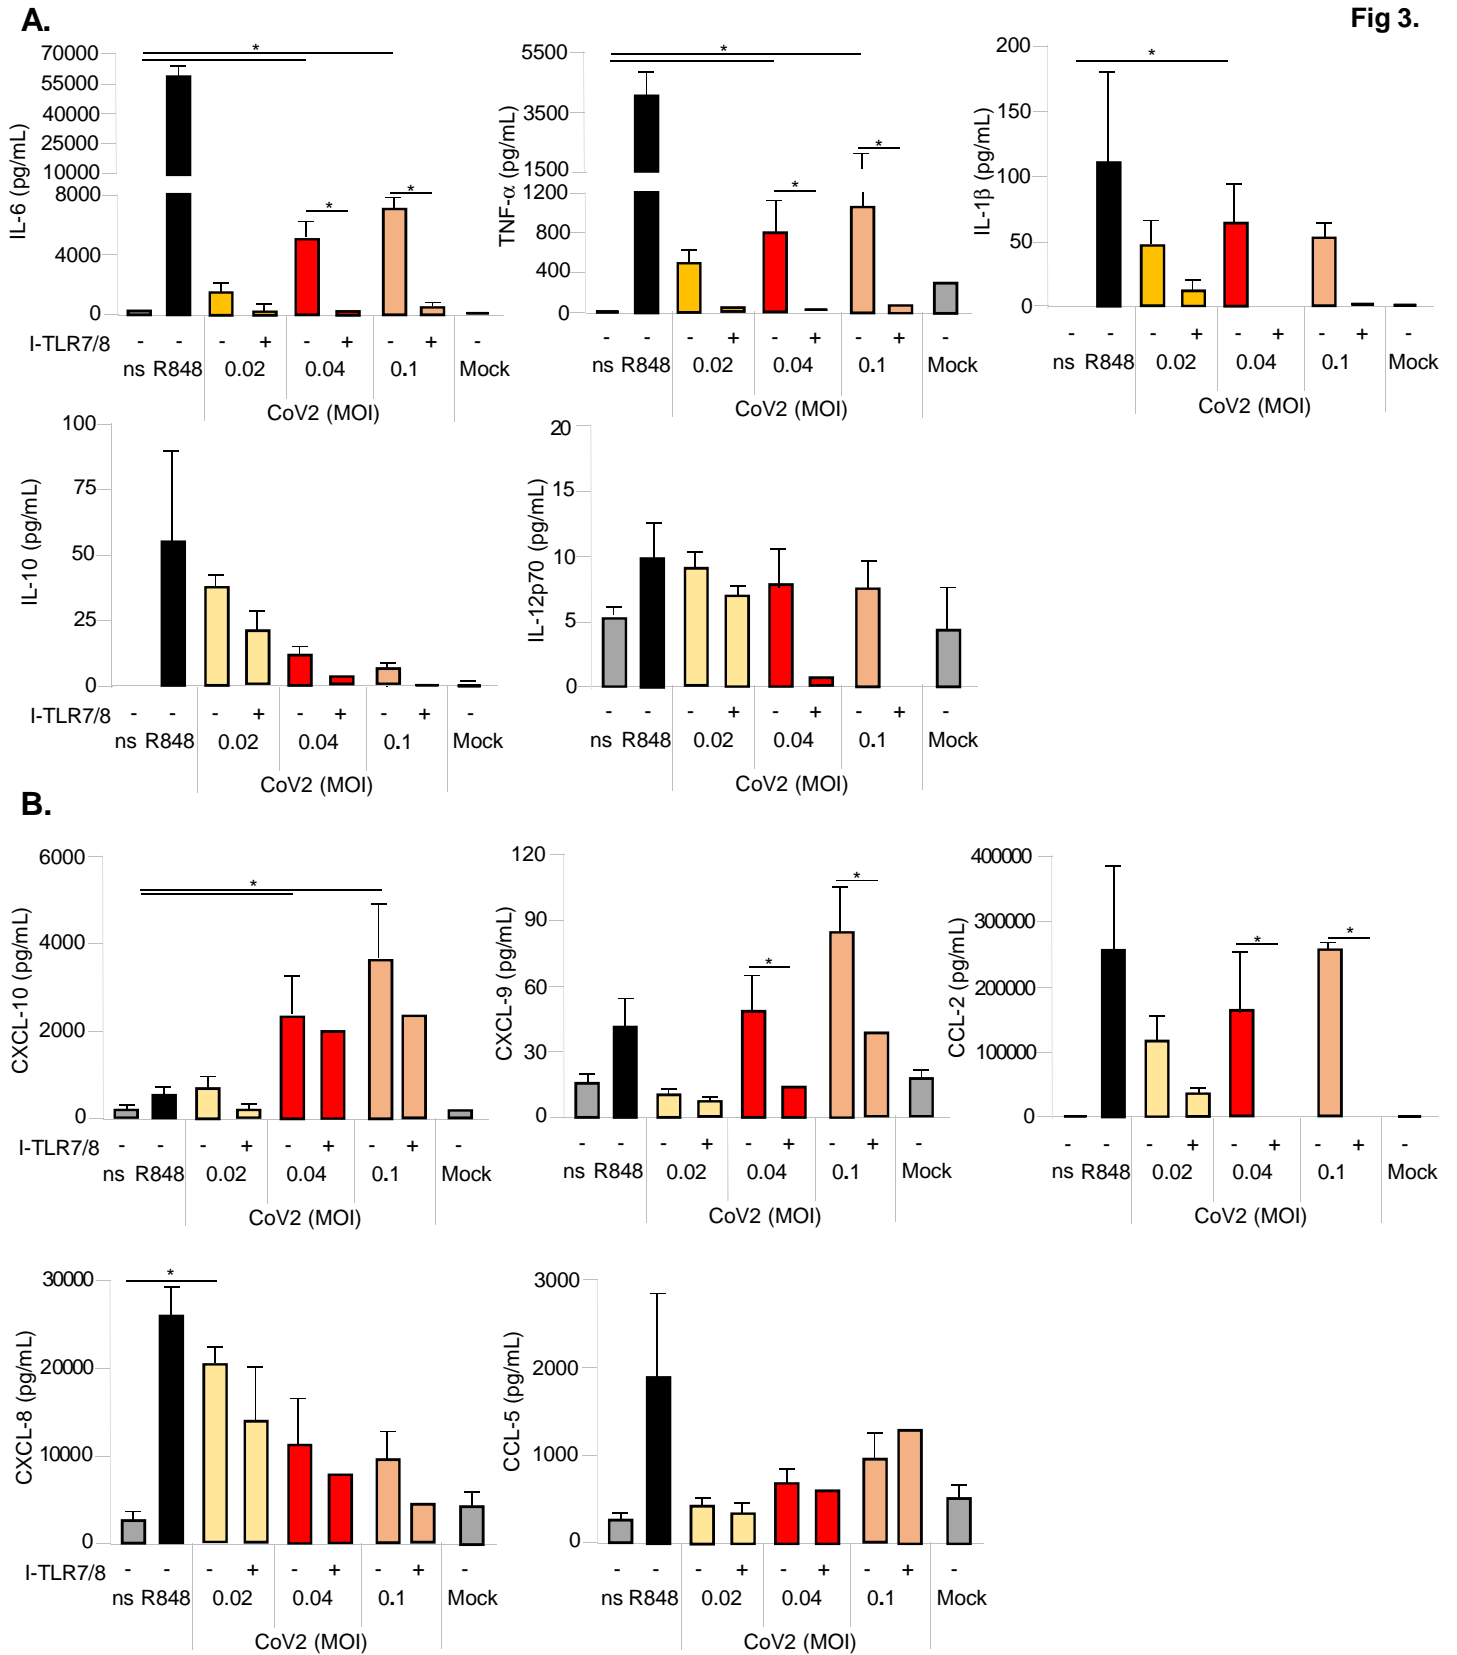 A.
Fig 3.
IL-6 (pg/mL)
70000
55000
40000
25000
10000
8000
4000
0
*
*
*
I-TLR7/8 - - - + - + - + -
ns R848 0.02 0.04 0.1 Mock
CoV2 (MOI)
TNF-α (pg/mL)
5500
3500
1500
1200
800
400
0
*
*
*
- - - + - + - + -
ns R848 0.02 0.04 0.1 Mock
CoV2 (MOI)
IL-1β (pg/mL)
200
150
100
50
0
*
- - - + - + - + -
ns R848 0.02 0.04 0.1 Mock
CoV2 (MOI)
IL-10 (pg/mL)
100
75
50
25
0
I-TLR7/8 - - - + - + - + -
ns R848 0.02 0.04 0.1 Mock
CoV2 (MOI)
IL-12p70 (pg/mL)
20
15
10
5
0
- - - + - + - + -
ns R848 0.02 0.04 0.1 Mock
CoV2 (MOI)
B.
CXCL-10 (pg/mL)
6000
4000
2000
0
*
I-TLR7/8 - - - + - + - + -
ns R848 0.02 0.04 0.1 Mock
CoV2 (MOI)
CXCL-9 (pg/mL)
120
90
60
30
0
*
*
- - - + - + - + -
ns R848 0.02 0.04 0.1 Mock
CoV2 (MOI)
CCL-2 (pg/mL)
400000
300000
200000
100000
0
*
*
- - - + - + - + -
ns R848 0.02 0.04 0.1 Mock
CoV2 (MOI)
CXCL-8 (pg/mL)
30000
20000
10000
0
*
I-TLR7/8 - - - + - + - + -
ns R848 0.02 0.04 0.1 Mock
CoV2 (MOI)
CCL-5 (pg/mL)
3000
2000
1000
0
- - - + - + - + -
ns R848 0.02 0.04 0.1 Mock
CoV2 (MOI)